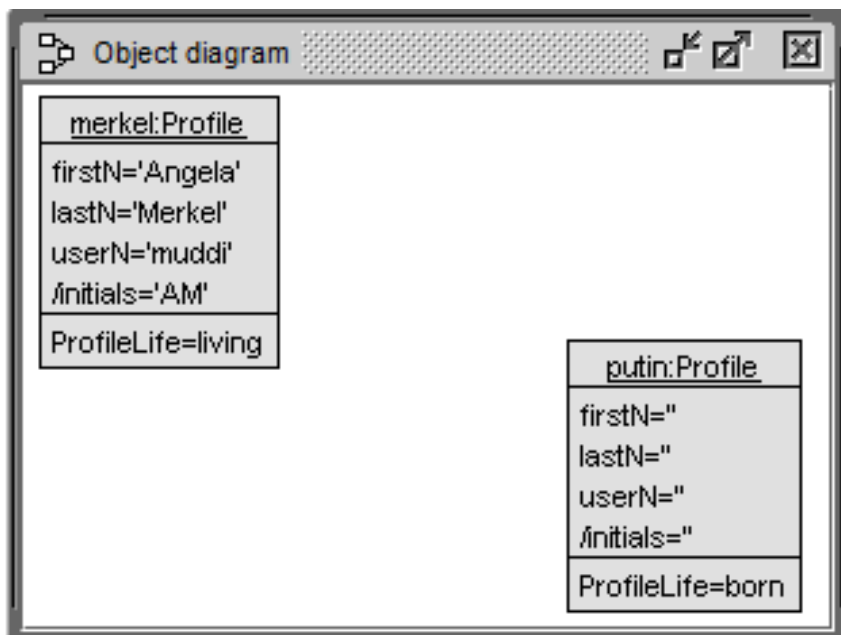 Object diagram
merkel:Profile
firstN='Angela'
lastN='Merkel'
userN='muddi'
/initials='AM'
ProfileLife=living
putin:Profile
firstN=''
lastN=''
userN=''
/initials=''
ProfileLife=born